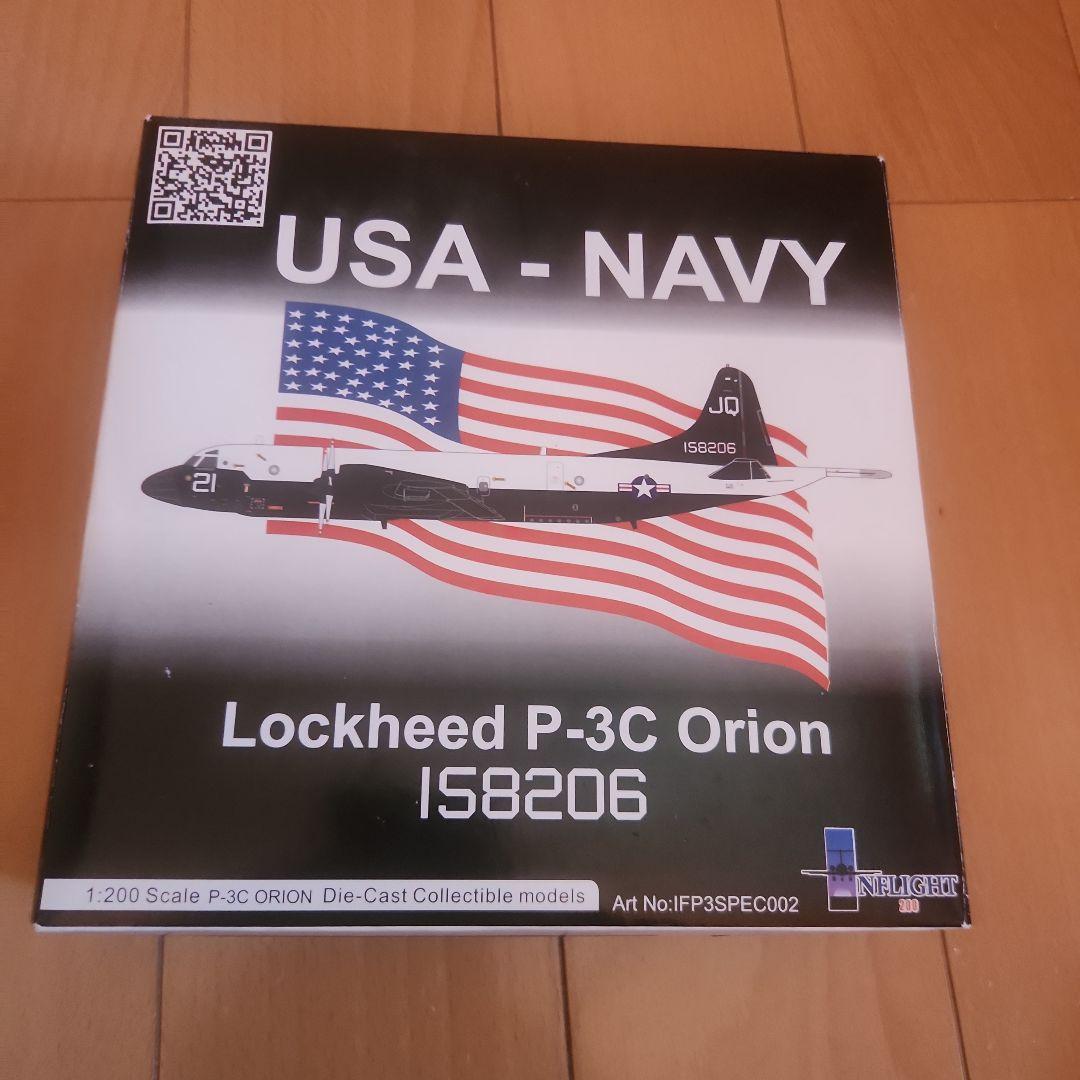 USA - NAVY
JQ
158206
21
Lockheed P-3C Orion
158206
1:200 Scale P-3C ORION Die-Cast Collectible models
Art No:IFP3SPEC002
INFLIGHT
200